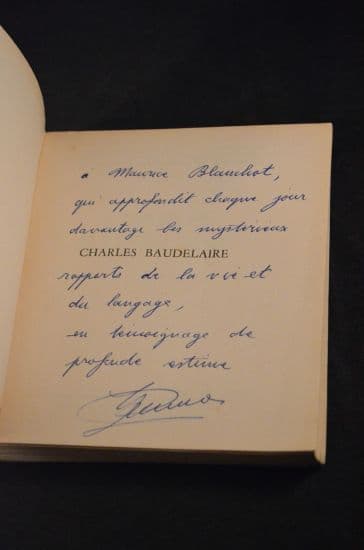 à Maurice Blanchot,
qui approfondit chaque jour
davantage les mystérieux
CHARLES BAUDELAIRE
rapports de la vie et
du langage,
en témoignage de
profonde estime